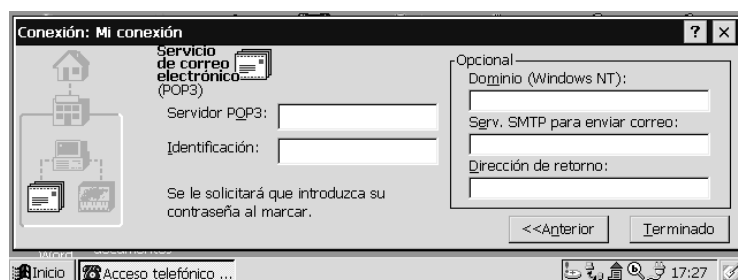 Conexión: Mi conexión
Servicio
de correo
electrónico
(POP3)
Servidor POP3:
Identificación:
Se le solicitará que introduzca su
contraseña al marcar.
Opcional
Dominio (Windows NT):
Serv. SMTP para enviar correo:
Dirección de retorno:
<<Anterior
Terminado
Word
documentos
Inicio
Acceso telefónico ...
17:27